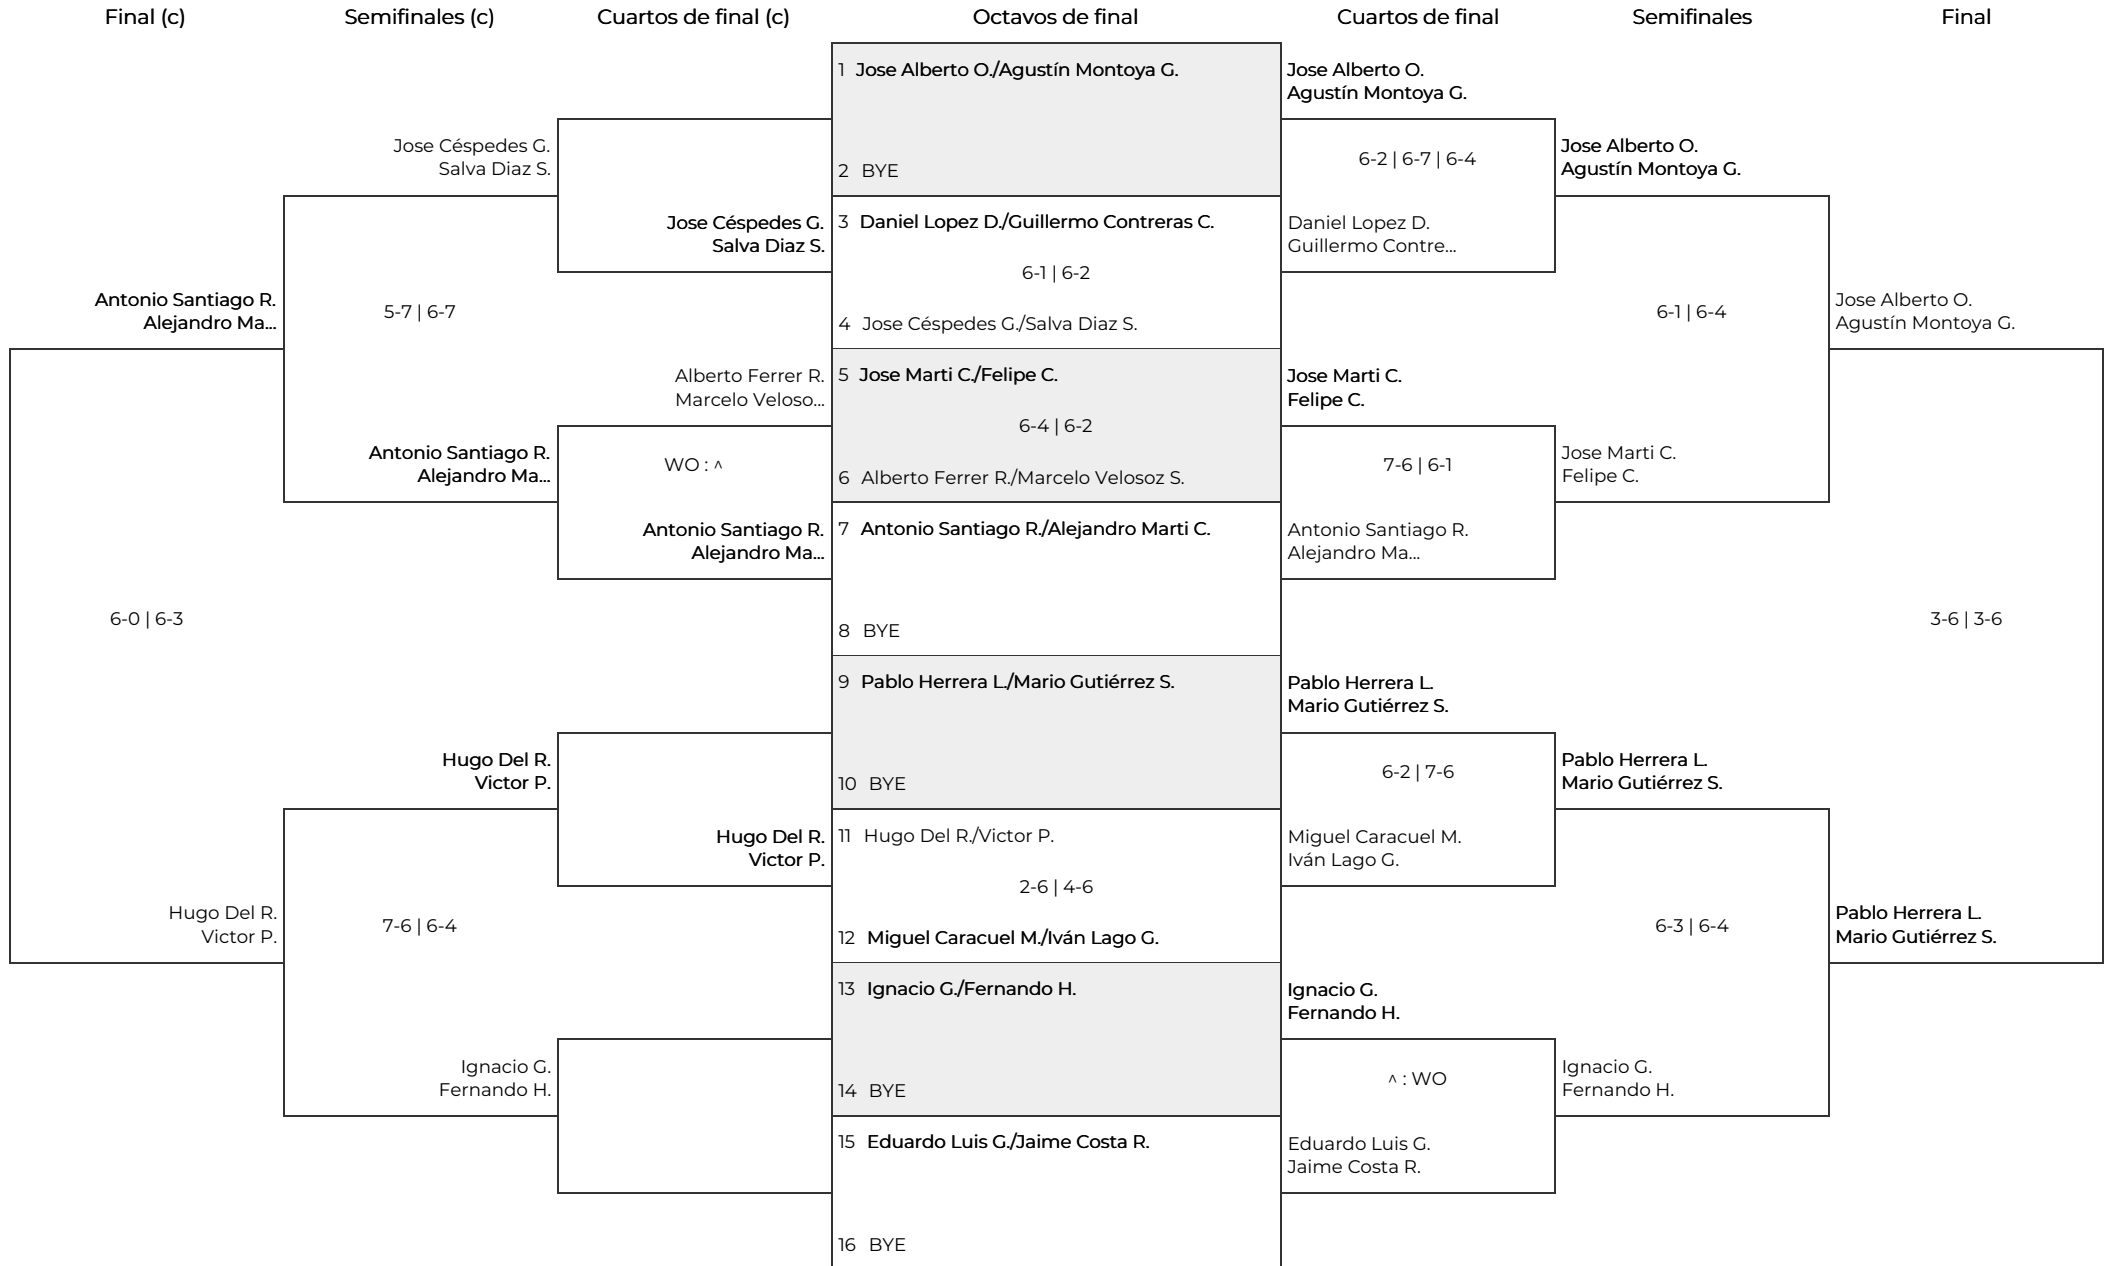 Final (c)
Semifinales (c)
Cuartos de final (c)
Octavos de final
Cuartos de final
Semifinales
Final
Antonio Santiago R.
Alejandro Ma...
6-0 | 6-3
Hugo Del R.
Victor P.
Jose Céspedes G.
Salva Diaz S.
5-7 | 6-7
Antonio Santiago R.
Alejandro Ma...
Hugo Del R.
Victor P.
7-6 | 6-4
Ignacio G.
Fernando H.
Jose Céspedes G.
Salva Diaz S.
Alberto Ferrer R.
Marcelo Veloso...
WO : ^
Antonio Santiago R.
Alejandro Ma...
Hugo Del R.
Victor P.
1 Jose Alberto O./Agustín Montoya G.
2 BYE
3 Daniel Lopez D./Guillermo Contreras C.
6-1 | 6-2
4 Jose Céspedes G./Salva Diaz S.
5 Jose Marti C./Felipe C.
6-4 | 6-2
6 Alberto Ferrer R./Marcelo Velosoz S.
7 Antonio Santiago R./Alejandro Marti C.
8 BYE
9 Pablo Herrera L./Mario Gutiérrez S.
10 BYE
11 Hugo Del R./Victor P.
2-6 | 4-6
12 Miguel Caracuel M./Iván Lago G.
13 Ignacio G./Fernando H.
14 BYE
15 Eduardo Luis G./Jaime Costa R.
16 BYE
Jose Alberto O.
Agustín Montoya G.
6-2 | 6-7 | 6-4
Daniel Lopez D.
Guillermo Contre...
Jose Marti C.
Felipe C.
7-6 | 6-1
Antonio Santiago R.
Alejandro Ma...
Pablo Herrera L.
Mario Gutiérrez S.
6-2 | 7-6
Miguel Caracuel M.
Iván Lago G.
Ignacio G.
Fernando H.
^ : WO
Eduardo Luis G.
Jaime Costa R.
Jose Alberto O.
Agustín Montoya G.
6-1 | 6-4
Jose Marti C.
Felipe C.
Pablo Herrera L.
Mario Gutiérrez S.
6-3 | 6-4
Ignacio G.
Fernando H.
Jose Alberto O.
Agustín Montoya G.
3-6 | 3-6
Pablo Herrera L.
Mario Gutiérrez S.